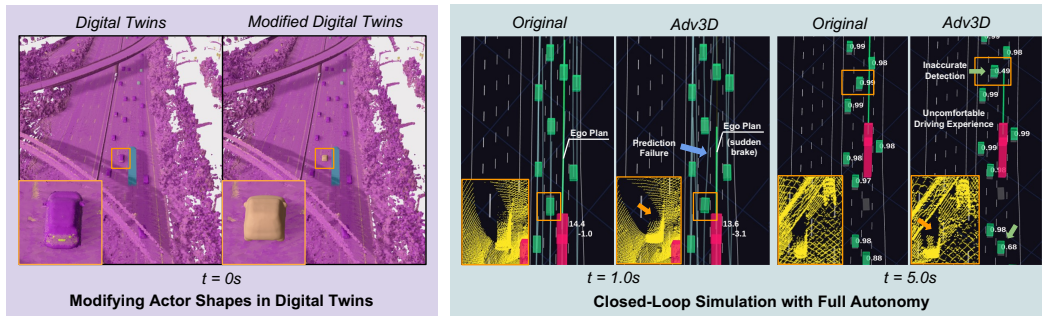 Digital Twins
Modified Digital Twins
t = 0s
Modifying Actor Shapes in Digital Twins
Original
Adv3D
Original
Adv3D
Ego Plan
14.4
-1.0
Prediction
Failure
Ego Plan
(sudden
brake)
13.6
-3.1
t = 1.0s
0.99
0.98
0.99
0.99
0.98
0.98
0.97
0.98
0.88
0.99
0.98
Inaccurate
Detection
0.49
0.99
Uncomfortable
Driving Experience
0.99
0.98
0.68
t = 5.0s
Closed-Loop Simulation with Full Autonomy